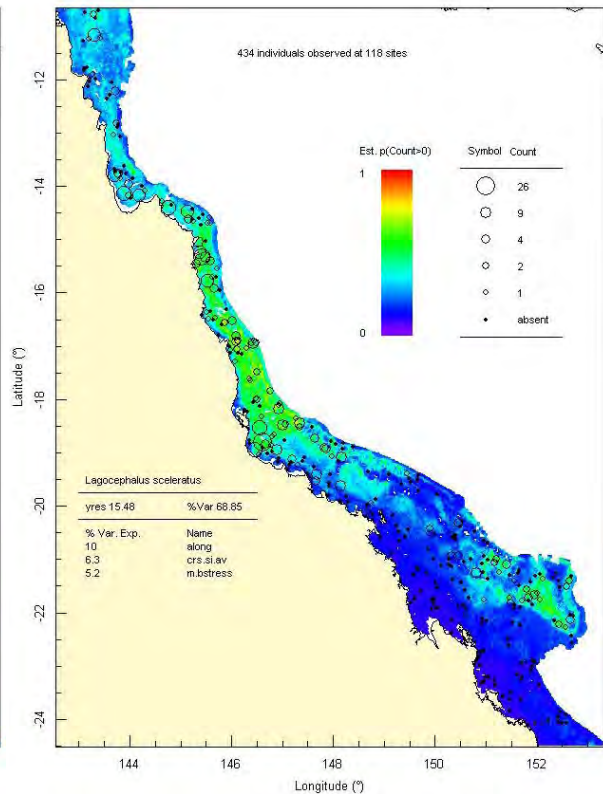 434 individuals observed at 118 sites
Est. p(Count>0)
1
0
Symbol Count
26
9
4
2
1
absent
Lagocephalus sceleratus
yres 15.48 %Var 68.85
% Var. Exp. Name
10 along
6.3 crs.si.av
5.2 m.bstress
Latitude (°)
-12
-14
-16
-18
-20
-22
-24
144 146 148 150 152
Longitude (°)